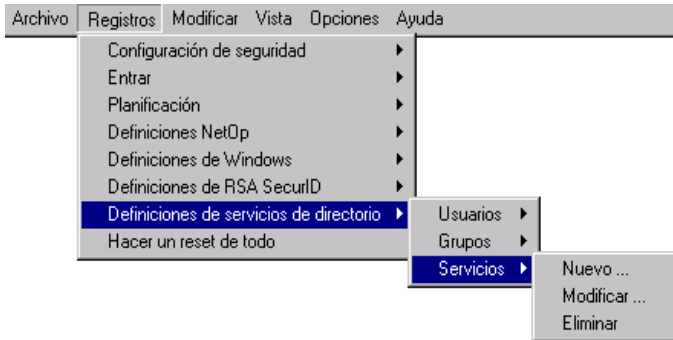 Archivo Registros Modificar Vista Opciones Ayuda
Configuración de seguridad
Entrar
Planificación
Definiciones NetOp
Definiciones de Windows
Definiciones de RSA SecurID
Definiciones de servicios de directorio Usuarios
Hacer un reset de todo Grupos
Servicios Nuevo ...
Modificar ...
Eliminar